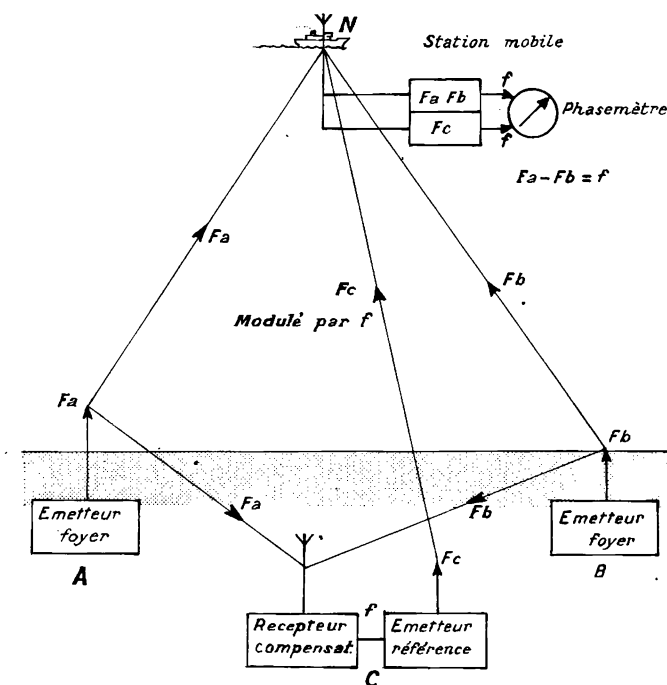 N
Station mobile
f
Fa Fb
Phasemètre
Fc
f
Fa-Fb = f
Fa
Fb
Fc
Modulé par f
Fa
Fb
Fa
Fb
Emetteur
foyer
A
Emetteur
foyer
B
Fc
f
Recepteur
compensat.
Emetteur
référence
C